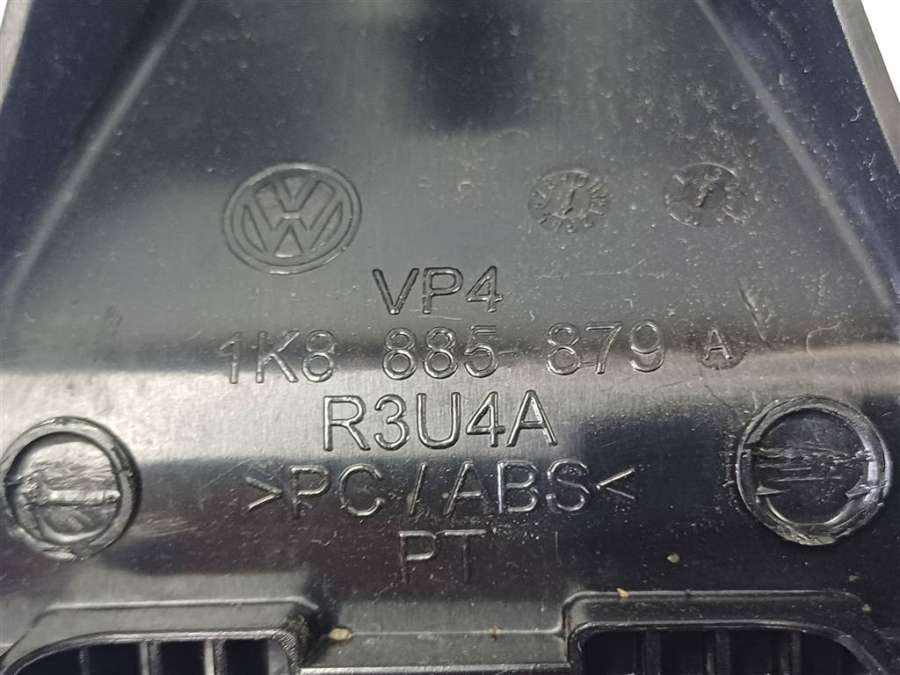 VP4
1K8 885 879 A
R3U4A
>PC/ABS<
PT